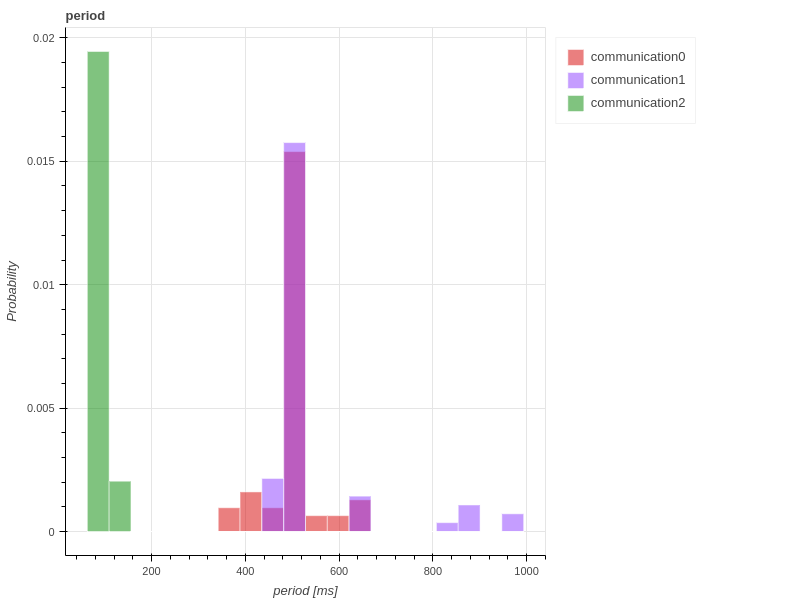 period
0.02
0.015
0.01
0.005
0
Probability
200
400
600
800
1000
period [ms]
communication0
communication1
communication2